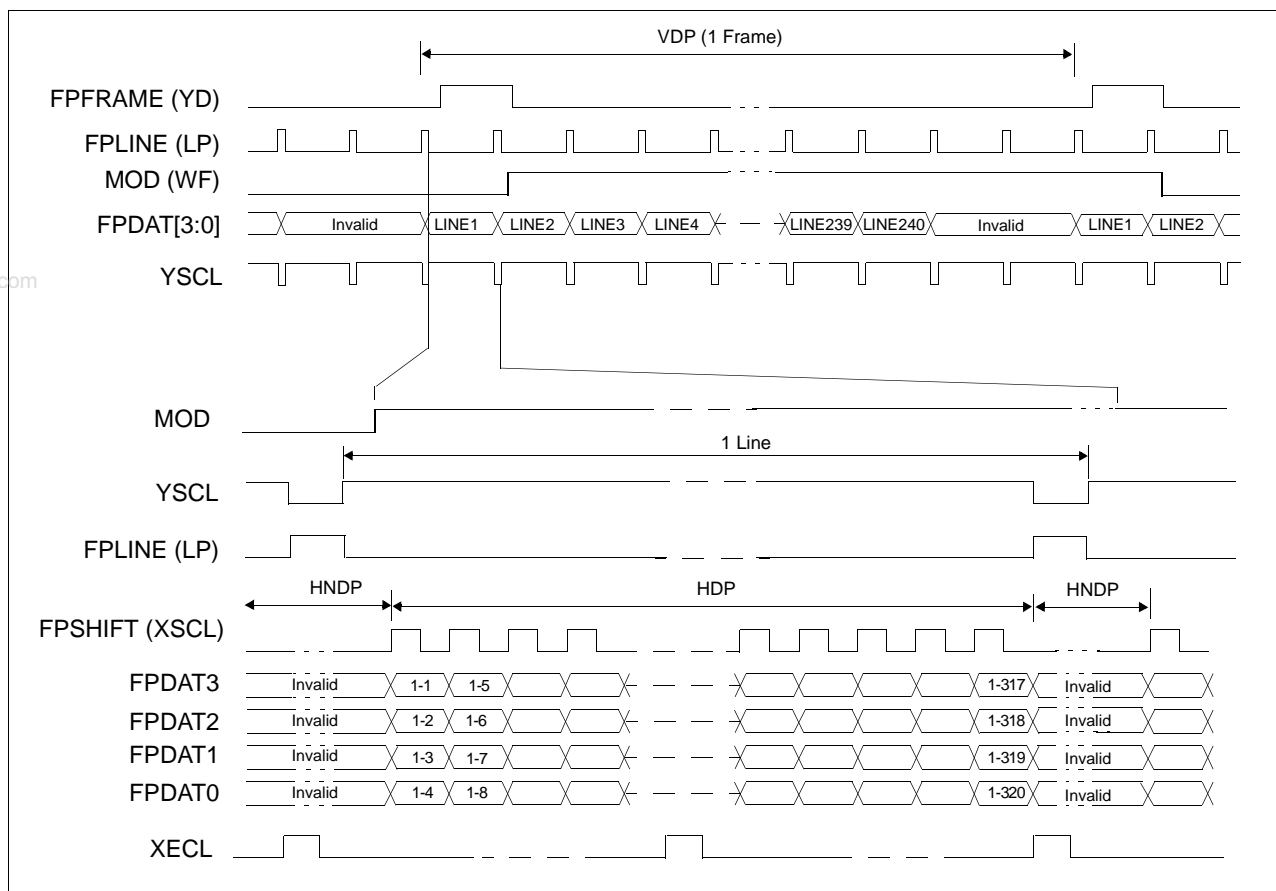 VDP (1 Frame)
FPFRAME (YD)
FPLINE (LP)
MOD (WF)
FPDAT[3:0] Invalid LINE1 LINE2 LINE3 LINE4 LINE239 LINE240 Invalid LINE1 LINE2
com
YSCL
MOD
1 Line
YSCL
FPLINE (LP)
HNDP HDP HNDP
FPSHIFT (XSCL)
FPDAT3 Invalid 1-1 1-5 1-317 Invalid
FPDAT2 Invalid 1-2 1-6 1-318 Invalid
FPDAT1 Invalid 1-3 1-7 1-319 Invalid
FPDAT0 Invalid 1-4 1-8 1-320 Invalid
XECL